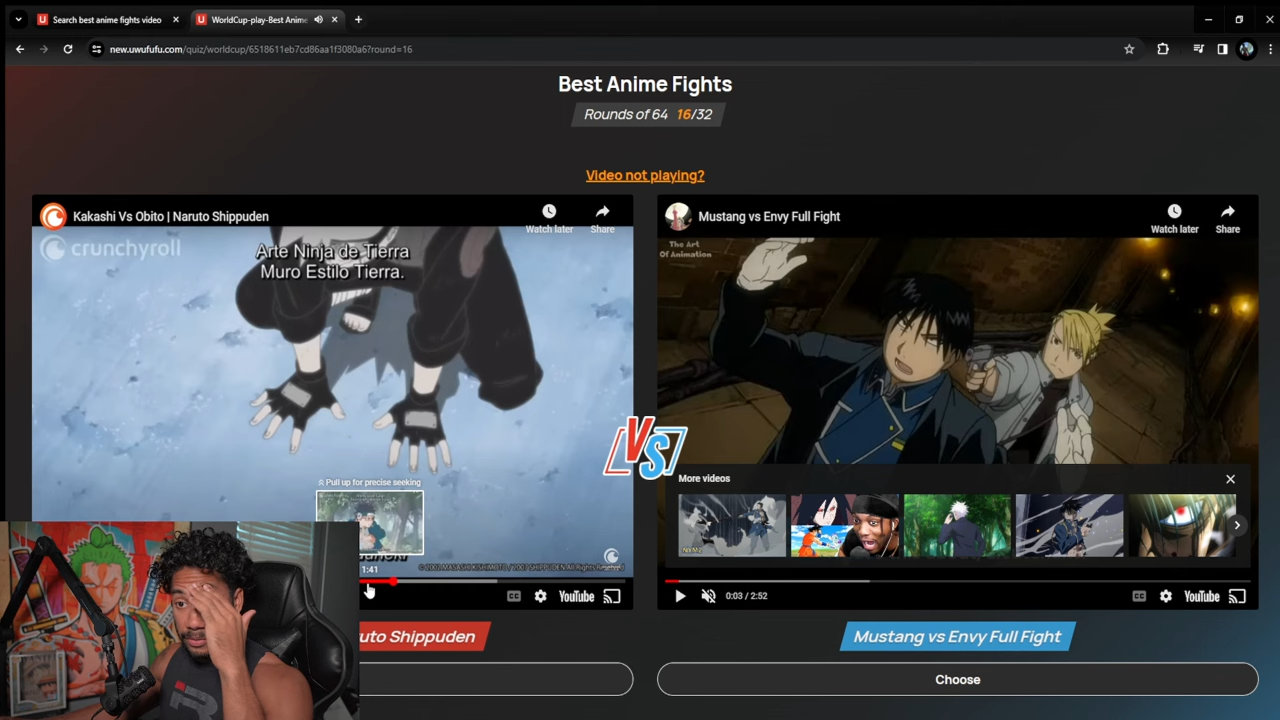 Search best anime fights video
WorldCup-play-Best Anime
new.uwufufu.com/quiz/worldcup/6518611eb7cd86aa1f3080a6?round=16
Best Anime Fights
Rounds of 64 16/32
Video not playing?
Kakashi Vs Obito | Naruto Shippuden
Watch later
Share
crunchyroll
Arte Ninja de Tierra
Muro Estilo Tierra.
Pull up for precise seeking
1:41
CC
YouTube
uto Shippuden
VS
Mustang vs Envy Full Fight
Watch later
Share
The Art
Of Animation
More videos
0:03 / 2:52
CC
YouTube
Mustang vs Envy Full Fight
Choose